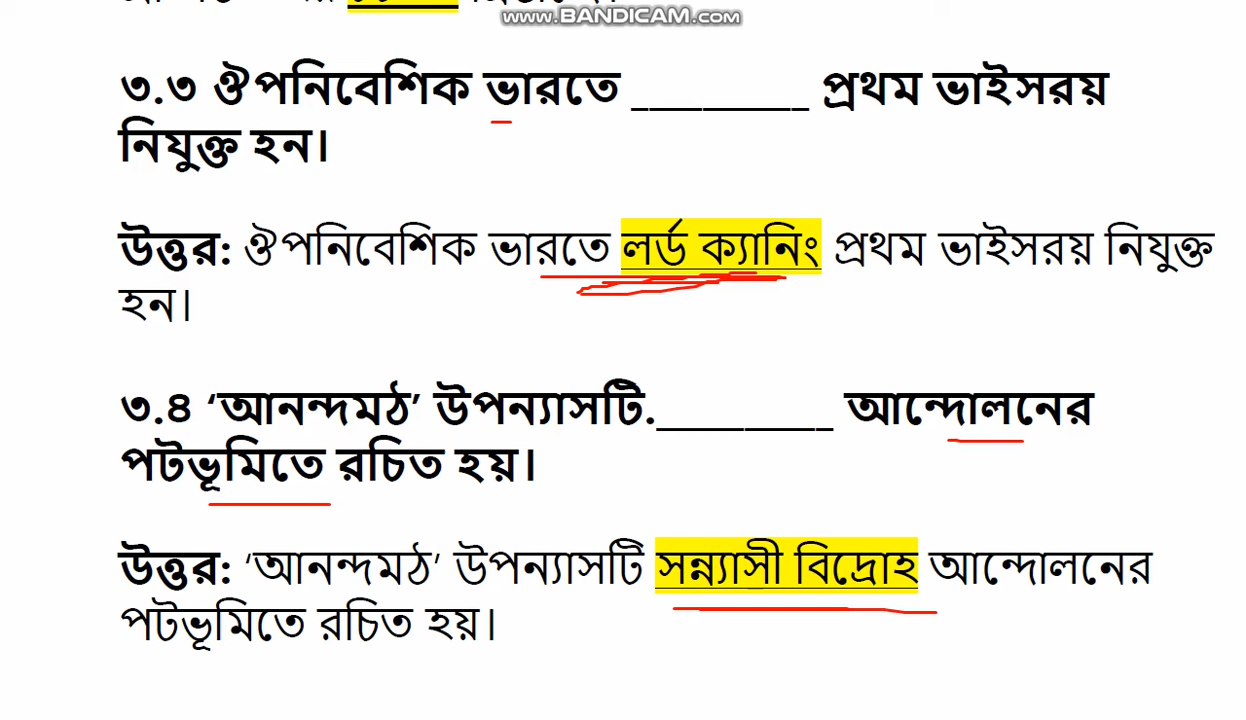 www.BANDICAM.com
৩.৩ ঔপনিবেশিক ভারতে ________ প্রথম ভাইসরয়
নিযুক্ত হন।
উত্তর: ঔপনিবেশিক ভারতে লর্ড ক্যানিং প্রথম ভাইসরয় নিযুক্ত
হন।
৩.৪ ‘আনন্দমঠ’ উপন্যাসটি.________ আন্দোলনের
পটভূমিতে রচিত হয়।
উত্তর: ‘আনন্দমঠ’ উপন্যাসটি সন্ন্যাসী বিদ্রোহ আন্দোলনের
পটভূমিতে রচিত হয়।